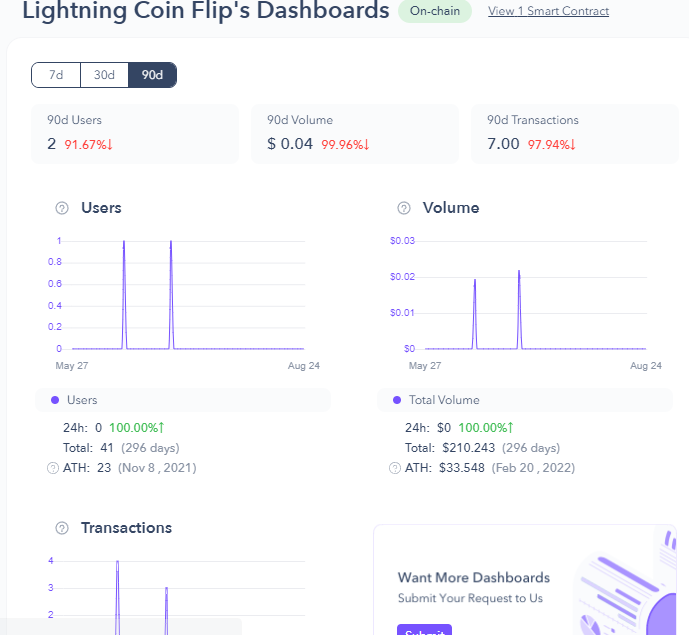 Lightning Coin Flip's Dashboards On-chain View 1 Smart Contract
7d 30d 90d
90d Users
2 91.67%↓
90d Volume
$ 0.04 99.96%↓
90d Transactions
7.00 97.94%↓
? Users
1
0.8
0.6
0.4
0.2
0
May 27 Aug 24
Users
24h: 0 100.00%↑
Total: 41 (296 days)
? ATH: 23 (Nov 8 , 2021)
? Volume
$0.03
$0.02
$0.01
$0
May 27 Aug 24
Total Volume
24h: $0 100.00%↑
Total: $210.243 (296 days)
? ATH: $33.548 (Feb 20 , 2022)
? Transactions
4
3
2
Want More Dashboards
Submit Your Request to Us
Submit